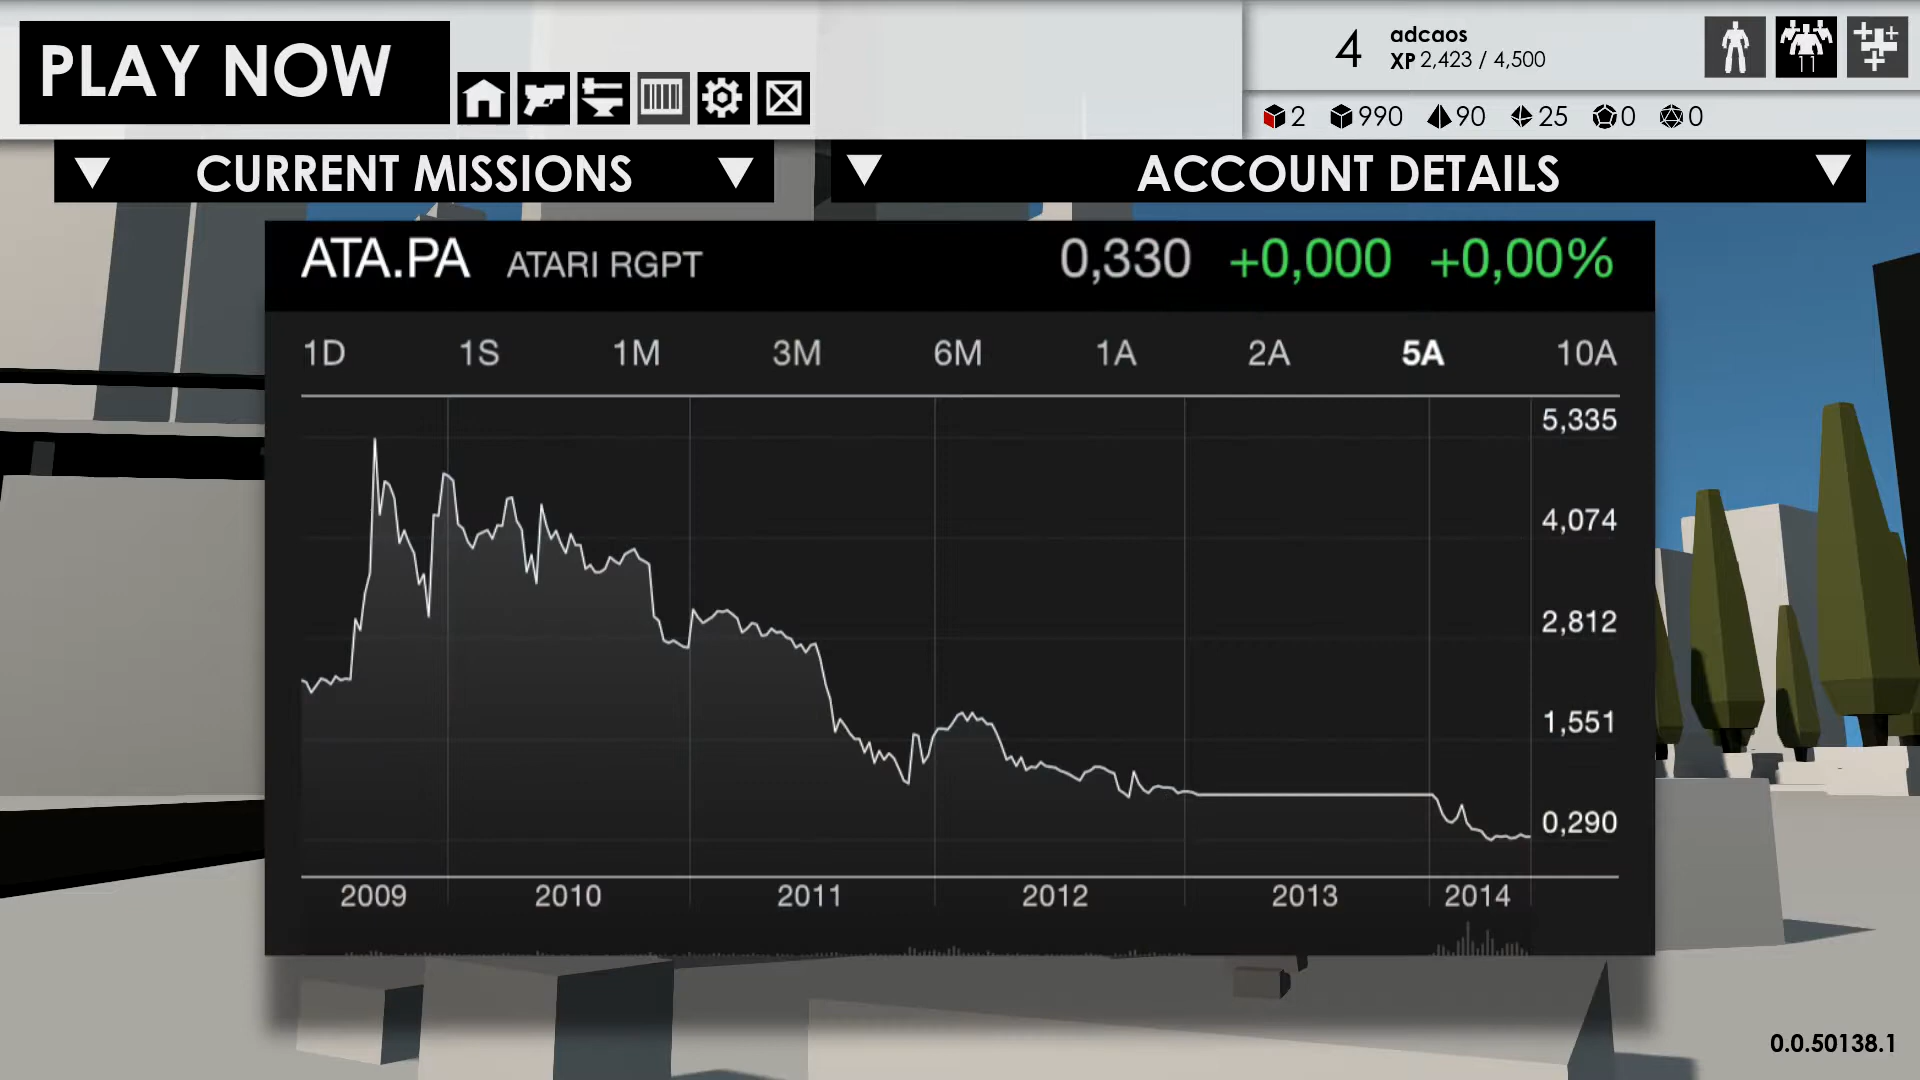 PLAY NOW
4
adcaos
XP 2,423 / 4,500
2 990 90 25 0 0
CURRENT MISSIONS
ACCOUNT DETAILS
ATA.PA ATARI RGPT 0,330 +0,000 +0,00%
1D 1S 1M 3M 6M 1A 2A 5A 10A
5,335
4,074
2,812
1,551
0,290
2009 2010 2011 2012 2013 2014
0.0.50138.1